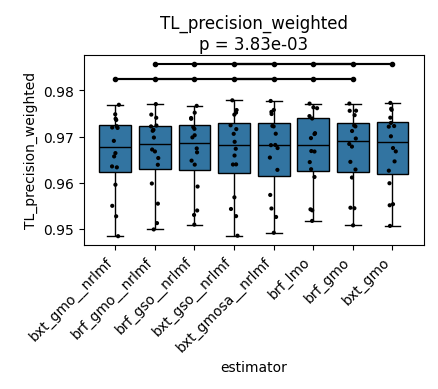 TL_precision_weighted
p = 3.83e-03
TL_precision_weighted
0.98
0.97
0.96
0.95
bxt_gmo__nrlmf
brf_gmo__nrlmf
brf_gso__nrlmf
bxt_gso__nrlmf
bxt_gmosa__nrlmf
brf_lmo
brf_gmo
bxt_gmo
estimator